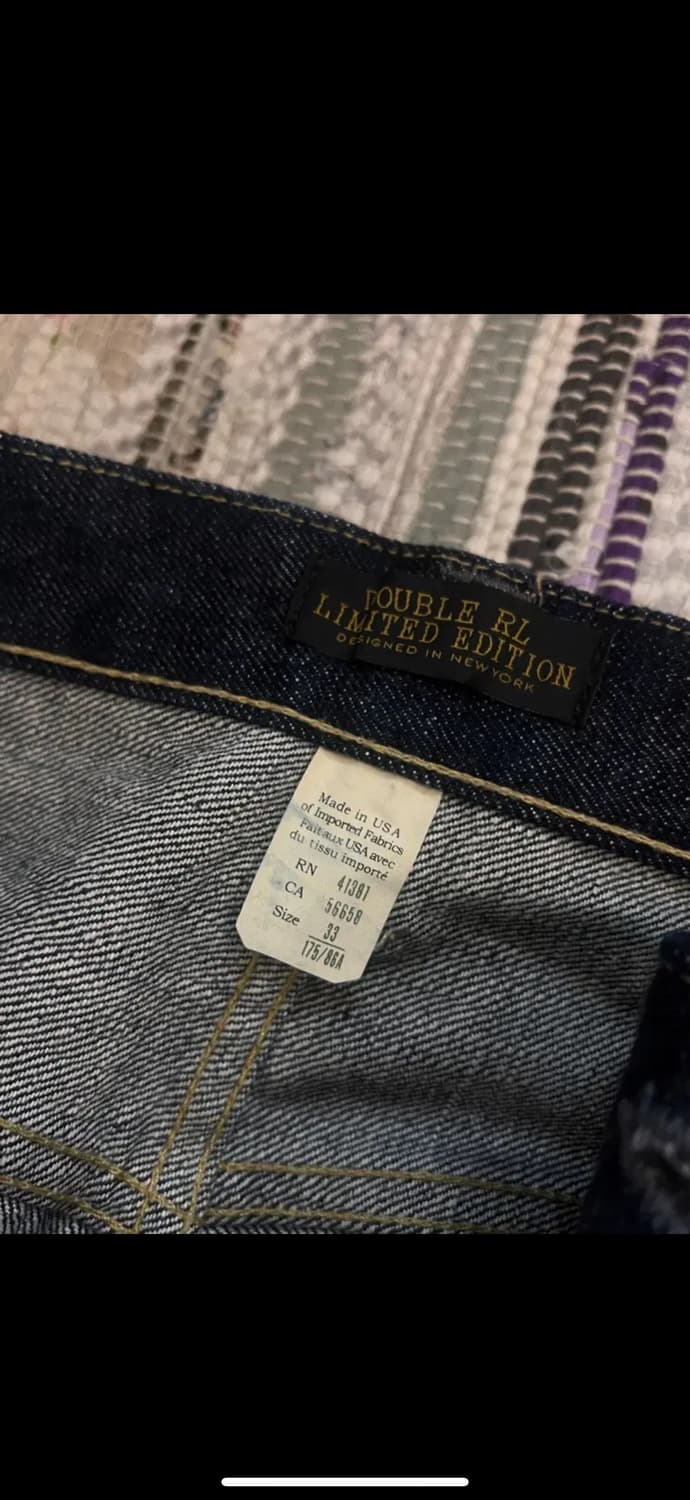 DOUBLE RL
LIMITED EDITION
DESIGNED IN NEW YORK
Made in USA
of Imported Fabrics
Fait aux USA avec
du tissu importé
RN 41381
CA 56658
Size 33
175/86A